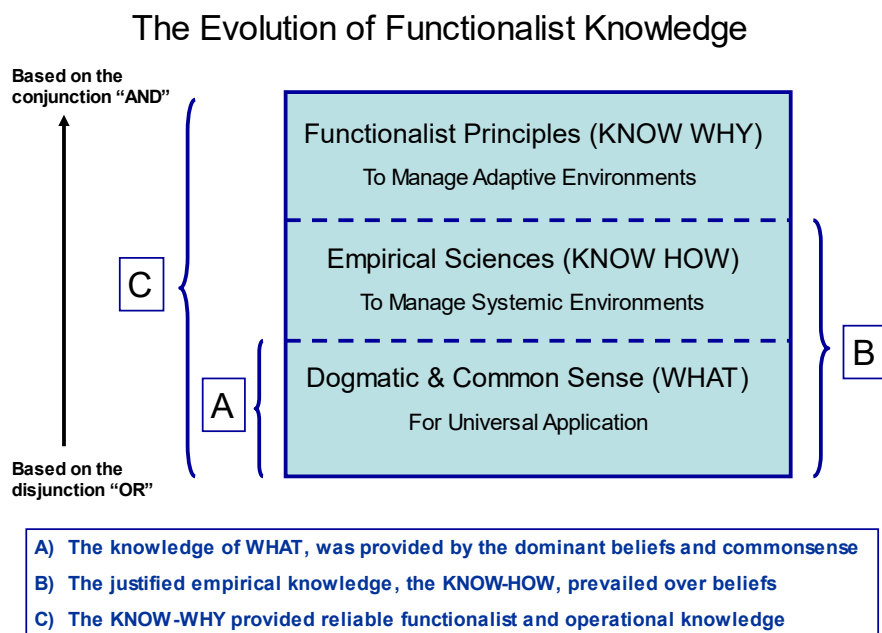 The Evolution of Functionalist Knowledge
Based on the
conjunction “AND”
Functionalist Principles (KNOW WHY)
To Manage Adaptive Environments
Empirical Sciences (KNOW HOW)
To Manage Systemic Environments
C
B
Dogmatic & Common Sense (WHAT)
For Universal Application
A
Based on the
disjunction “OR”
A) The knowledge of WHAT, was provided by the dominant beliefs and commonsense
B) The justified empirical knowledge, the KNOW-HOW, prevailed over beliefs
C) The KNOW-WHY provided reliable functionalist and operational knowledge